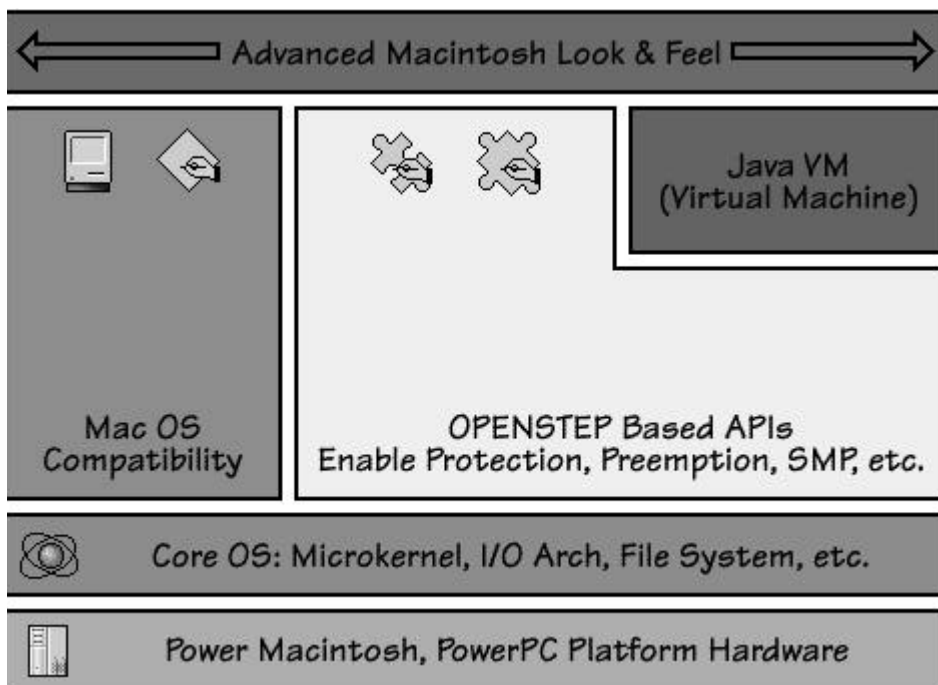 Advanced Macintosh Look & Feel
Java VM
(Virtual Machine)
Mac OS
Compatibility
OPENSTEP Based APIs
Enable Protection, Preemption, SMP, etc.
Core OS: Microkernel, I/O Arch, File System, etc.
Power Macintosh, PowerPC Platform Hardware